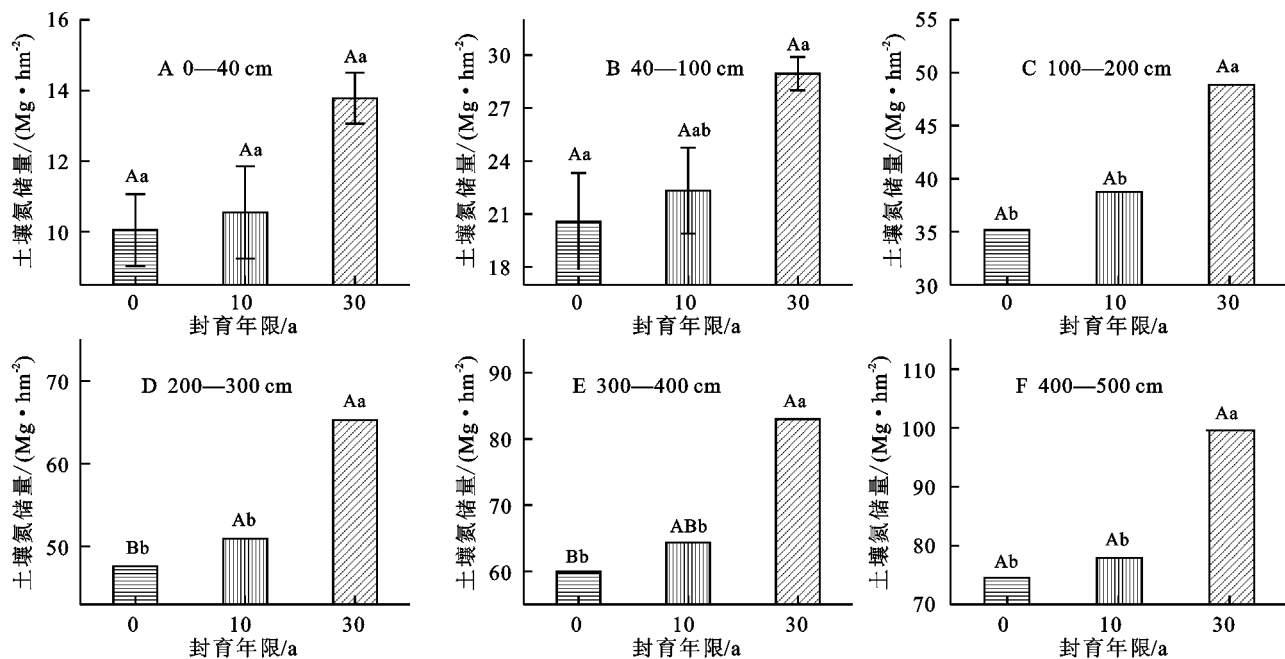 土壤氮储量/(Mg·hm⁻²)
16
14
12
10
A 0—40 cm
Aa
Aa
Aa
0
10
30
封育年限/a
土壤氮储量/(Mg·hm⁻²)
30
27
24
21
18
B 40—100 cm
Aa
Aab
Aa
0
10
30
封育年限/a
土壤氮储量/(Mg·hm⁻²)
55
50
43
39
35
30
C 100—200 cm
Ab
Ab
Aa
0
10
30
封育年限/a
土壤氮储量/(Mg·hm⁻²)
70
60
50
D 200—300 cm
Bb
Ab
Aa
0
10
30
封育年限/a
土壤氮储量/(Mg·hm⁻²)
90
80
70
60
E 300—400 cm
Bb
ABb
Aa
0
10
30
封育年限/a
土壤氮储量/(Mg·hm⁻²)
110
100
90
80
70
F 400—500 cm
Ab
Ab
Aa
0
10
30
封育年限/a